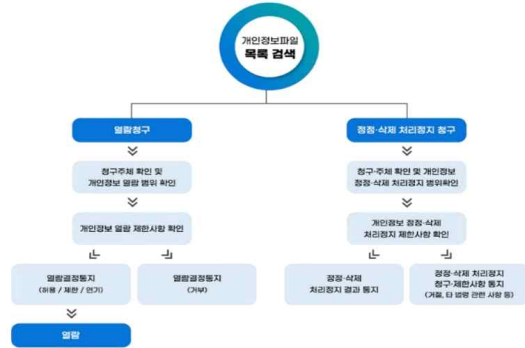 개인정보파일
목록 검색
열람청구
정정·삭제 처리정지 청구
청구주체 확인 및
개인정보 열람 범위 확인
청구·주체 확인 및 개인정보
정정·삭제 처리정지 범위확인
개인정보 열람 제한사항 확인
개인정보 정정·삭제
처리정지 제한사항 확인
열람결정통지
(허용 / 제한 / 연기)
열람결정통지
(거부)
정정·삭제
처리정지 결과 통지
정정·삭제 처리정지
청구·제한사항 통지
(거절, 타 법령 관련 사항 등)
열람